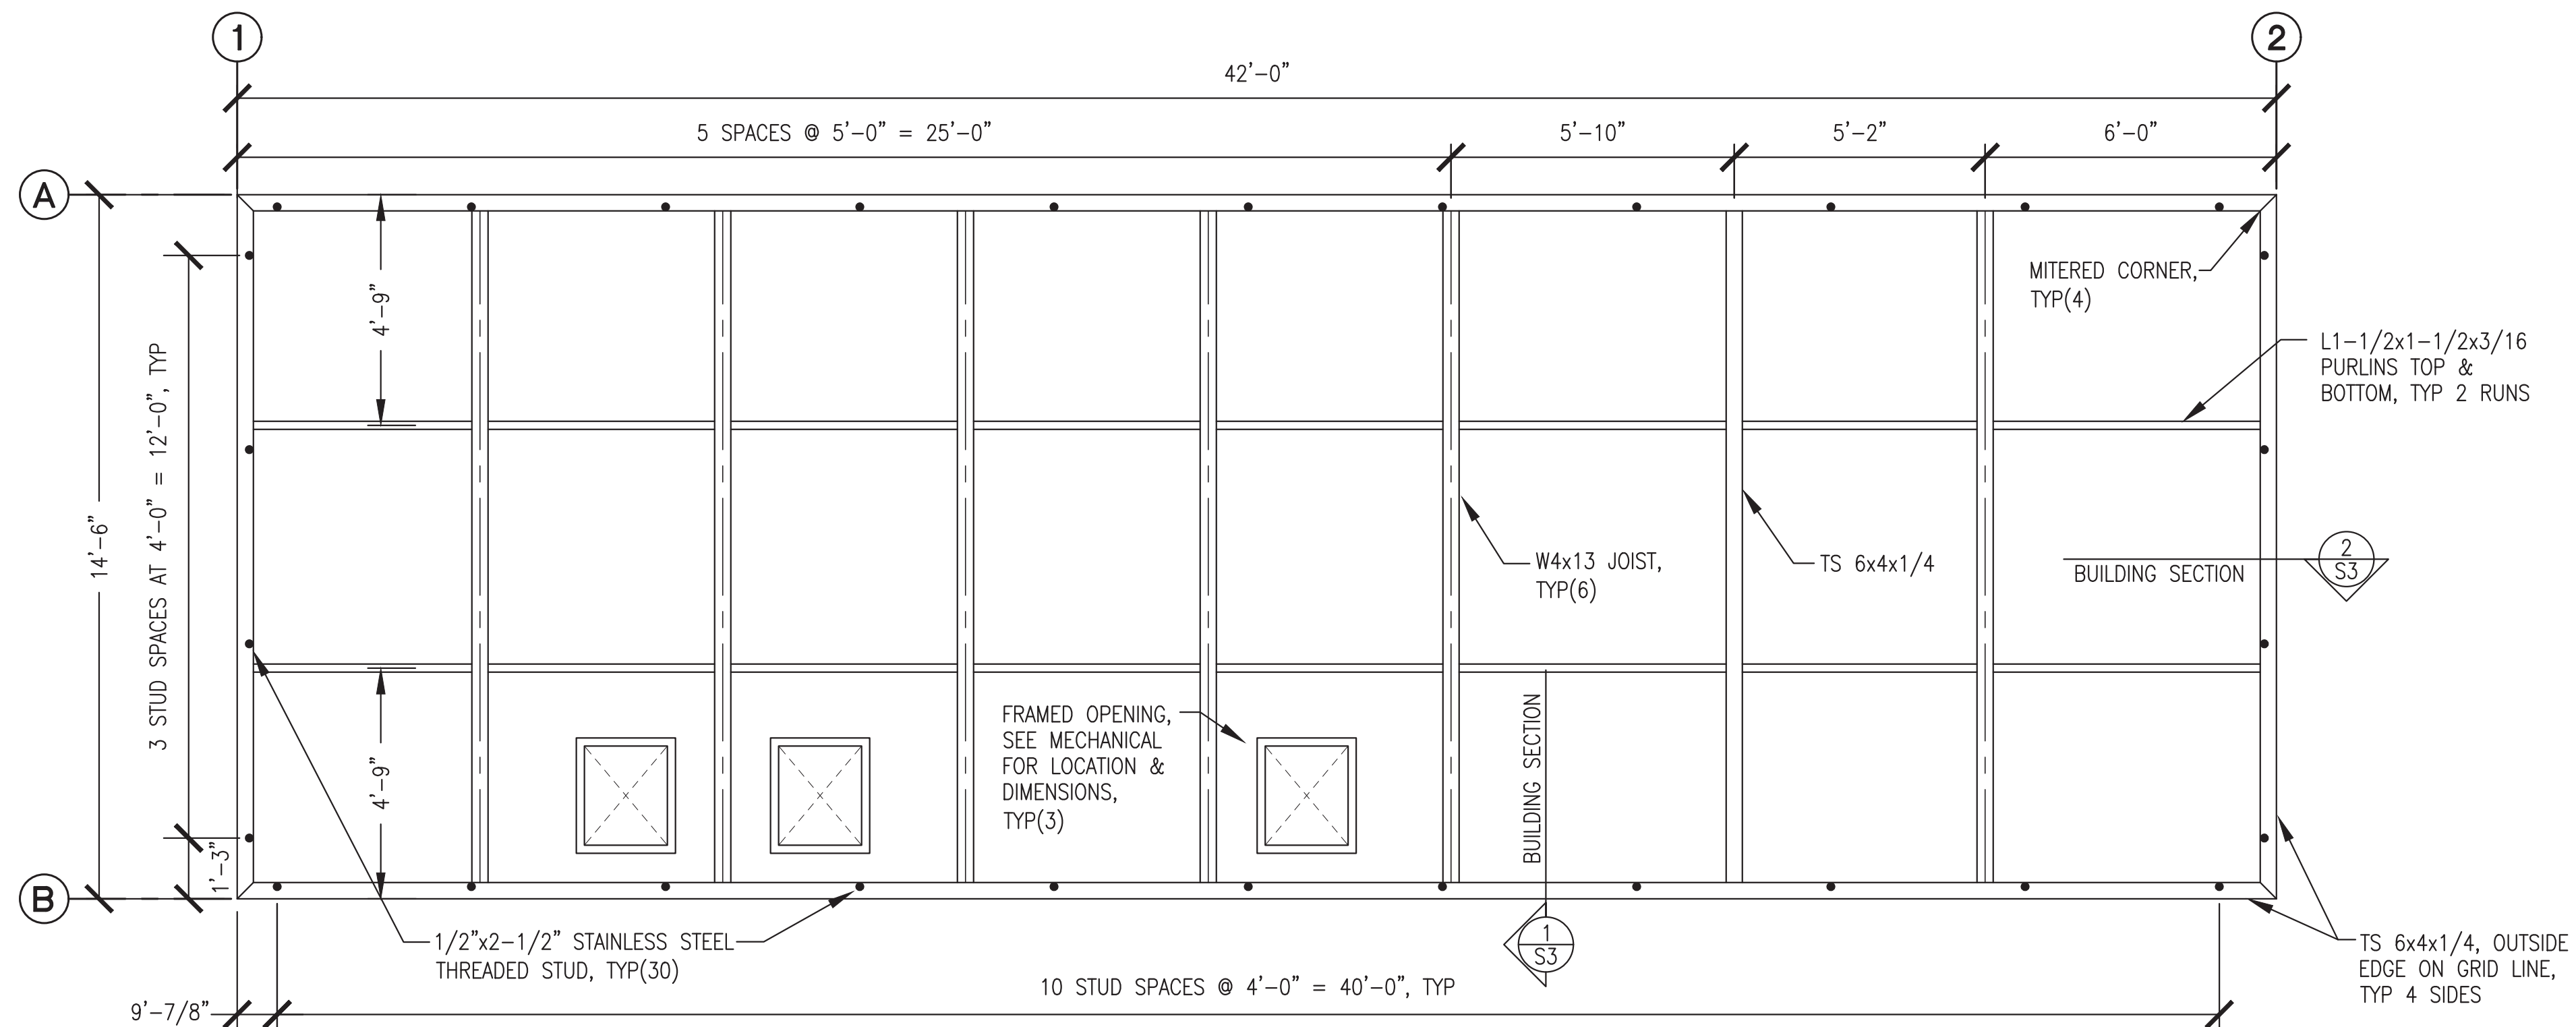 1
2
42'-0"
5 SPACES @ 5'-0" = 25'-0"
5'-10"
5'-2"
6'-0"
A
4'-9"
MITERED CORNER,
TYP(4)
L1-1/2x1-1/2x3/16
PURLINS TOP &
BOTTOM, TYP 2 RUNS
14'-6"
3 STUD SPACES AT 4'-0" = 12'-0", TYP
W4x13 JOIST,
TYP(6)
TS 6x4x1/4
2
S3
BUILDING SECTION
FRAMED OPENING,
SEE MECHANICAL
FOR LOCATION &
DIMENSIONS,
TYP(3)
BUILDING SECTION
4'-9"
1'-3"
B
1/2"x2-1/2" STAINLESS STEEL
THREADED STUD, TYP(30)
1
S3
TS 6x4x1/4, OUTSIDE
EDGE ON GRID LINE,
TYP 4 SIDES
10 STUD SPACES @ 4'-0" = 40'-0", TYP
9'-7/8"